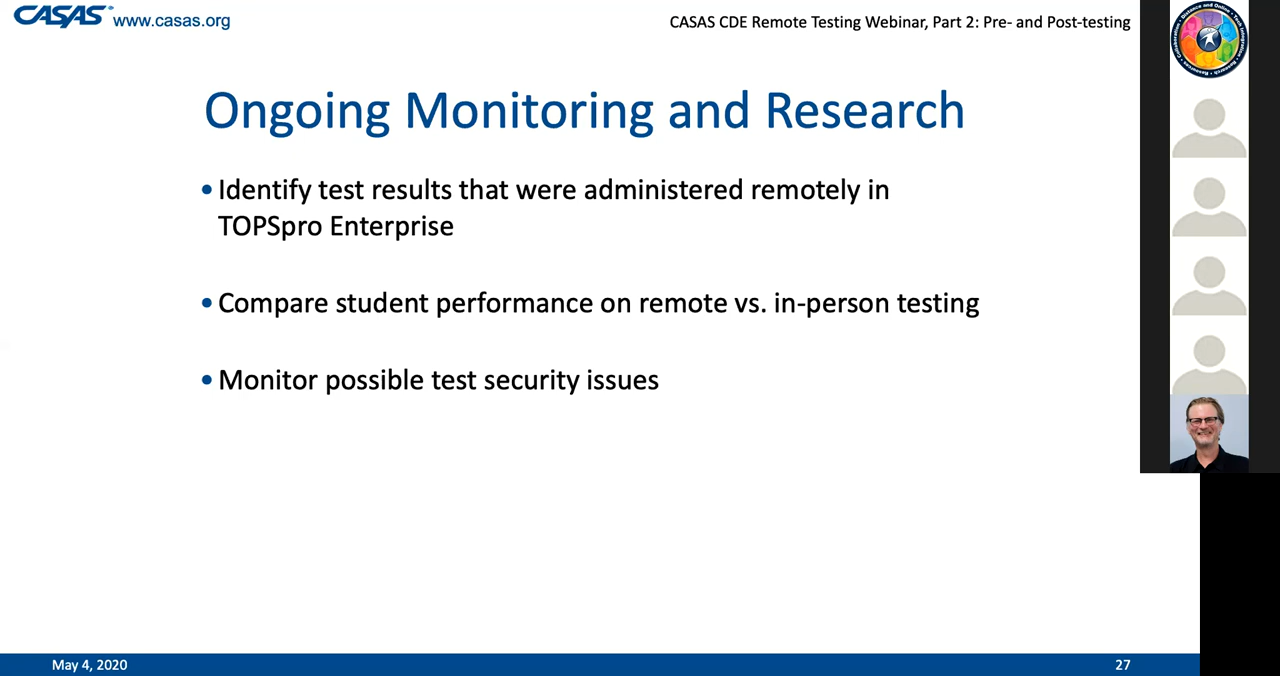 CASAS® www.casas.org
CASAS CDE Remote Testing Webinar, Part 2: Pre- and Post-testing
Ongoing Monitoring and Research
• Identify test results that were administered remotely in
TOPSpro Enterprise
• Compare student performance on remote vs. in-person testing
• Monitor possible test security issues
May 4, 2020
27